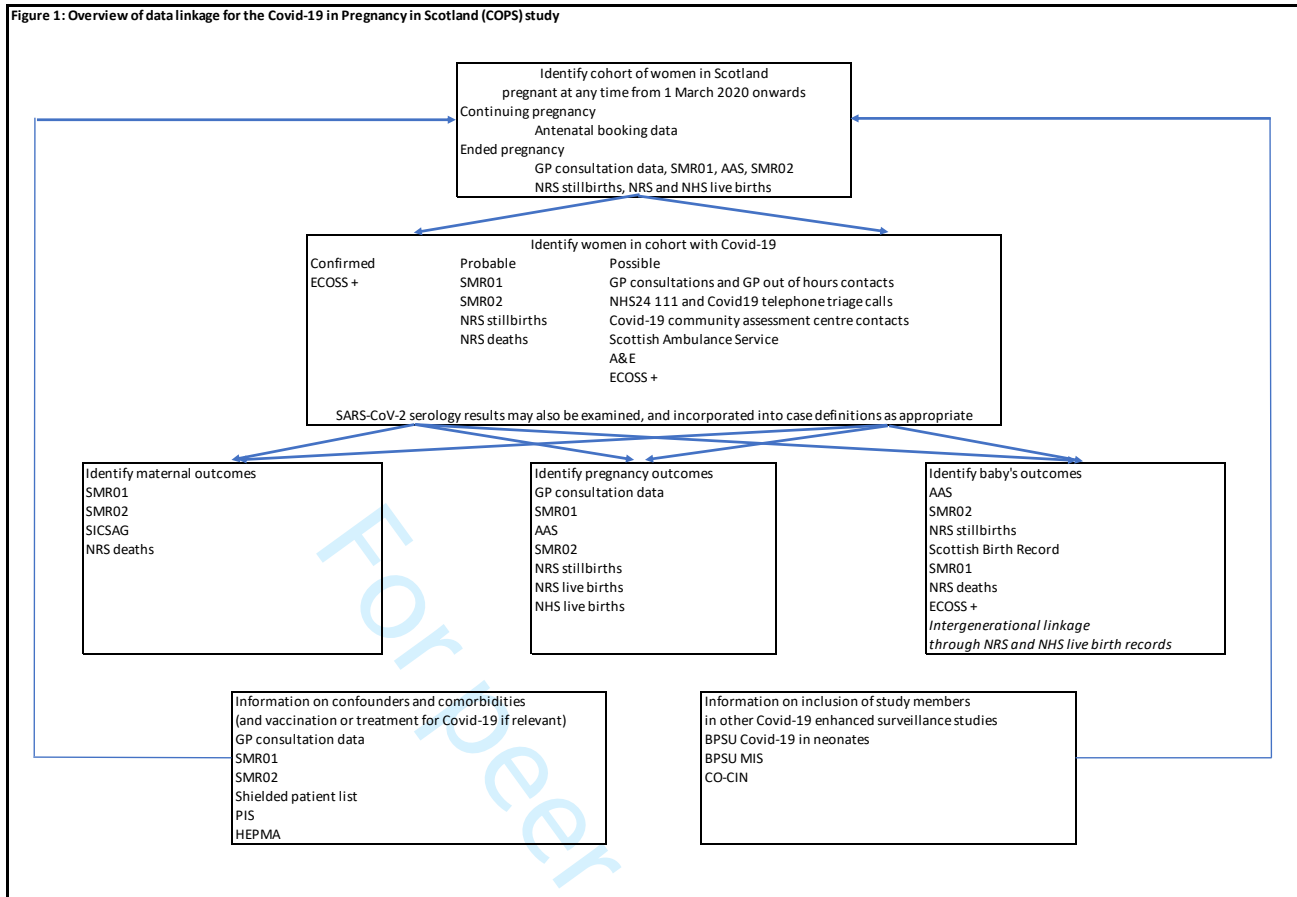 Figure 1: Overview of data linkage for the Covid-19 in Pregnancy in Scotland (COPS) study
Identify cohort of women in Scotland
pregnant at any time from 1 March 2020 onwards
Continuing pregnancy
Antenatal booking data
Ended pregnancy
GP consultation data, SMR01, AAS, SMR02
NRS stillbirths, NRS and NHS live births
Identify women in cohort with Covid-19
Confirmed Probable Possible
ECOSS + SMR01 GP consultations and GP out of hours contacts
SMR02 NHS24 111 and Covid19 telephone triage calls
NRS stillbirths Covid-19 community assessment centre contacts
NRS deaths Scottish Ambulance Service
A&E
ECOSS +
SARS-CoV-2 serology results may also be examined, and incorporated into case definitions as appropriate
Identify maternal outcomes
SMR01
SMR02
SICSAG
NRS deaths
Identify pregnancy outcomes
GP consultation data
SMR01
AAS
SMR02
NRS stillbirths
NRS live births
NHS live births
Identify baby's outcomes
AAS
SMR02
NRS stillbirths
Scottish Birth Record
SMR01
NRS deaths
ECOSS +
Intergenerational linkage
through NRS and NHS live birth records
Information on confounders and comorbidities
(and vaccination or treatment for Covid-19 if relevant)
GP consultation data
SMR01
SMR02
Shielded patient list
PIS
HEPMA
Information on inclusion of study members
in other Covid-19 enhanced surveillance studies
BPSU Covid-19 in neonates
BPSU MIS
CO-CIN
For peer